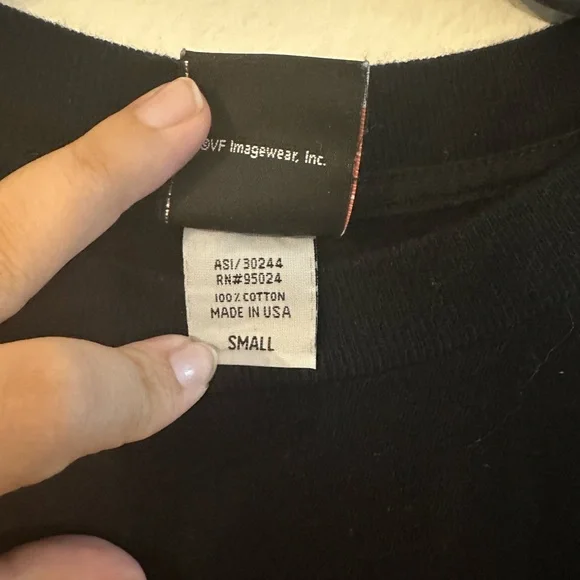 ©VF Imagewear, Inc.
ASI/30244
RN#95024
100% COTTON
MADE IN USA
SMALL